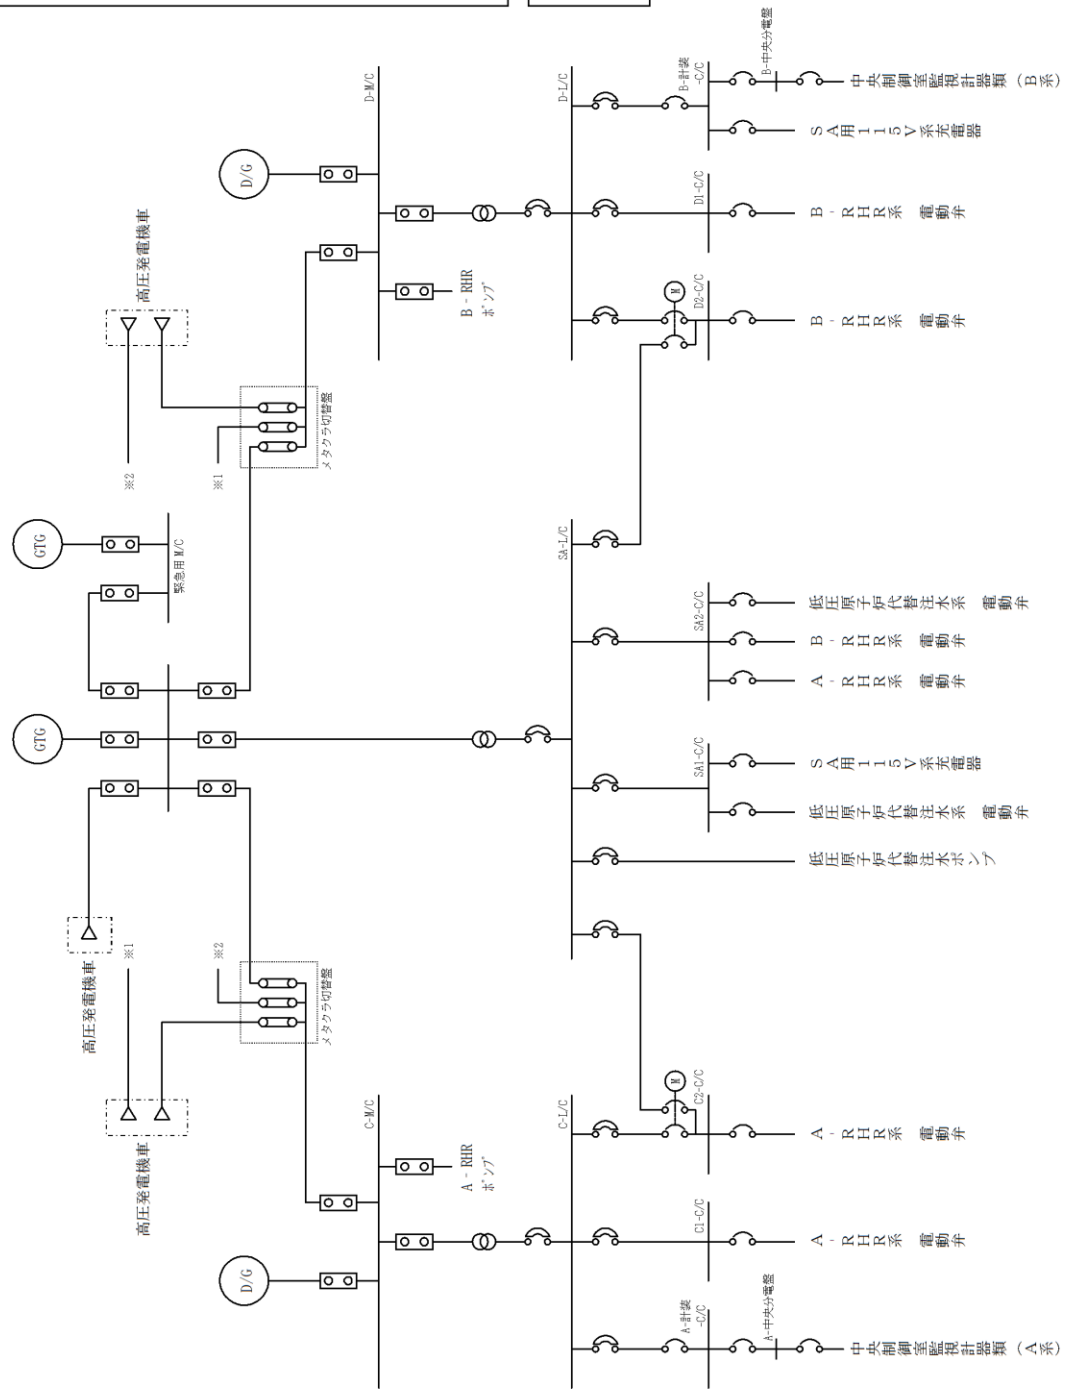 高圧発電機車
※1
※2
D/G
メタクラ切替盤
C-M/C
A - RHR
ポンプ
C-L/C
A-計装
-C/C
A-中央分電盤
中央制御室監視計器類（A系）
C1-C/C
A - RHR系 電動弁
M
C2-C/C
A - RHR系 電動弁
高圧発電機車
GTG
GTG
緊急用 M/C
SA-L/C
低圧原子炉代替注水ポンプ
SA1-C/C
低圧原子炉代替注水系 電動弁
SA用115V系充電器
SA2-C/C
A - RHR系 電動弁
B - RHR系 電動弁
低圧原子炉代替注水系 電動弁
高圧発電機車
※2
※1
メタクラ切替盤
D/G
D-M/C
B - RHR
ポンプ
D-L/C
M
D2-C/C
B - RHR系 電動弁
D1-C/C
B - RHR系 電動弁
B-計装
-C/C
SA用115V系充電器
B-中央分電盤
中央制御室監視計器類（B系）